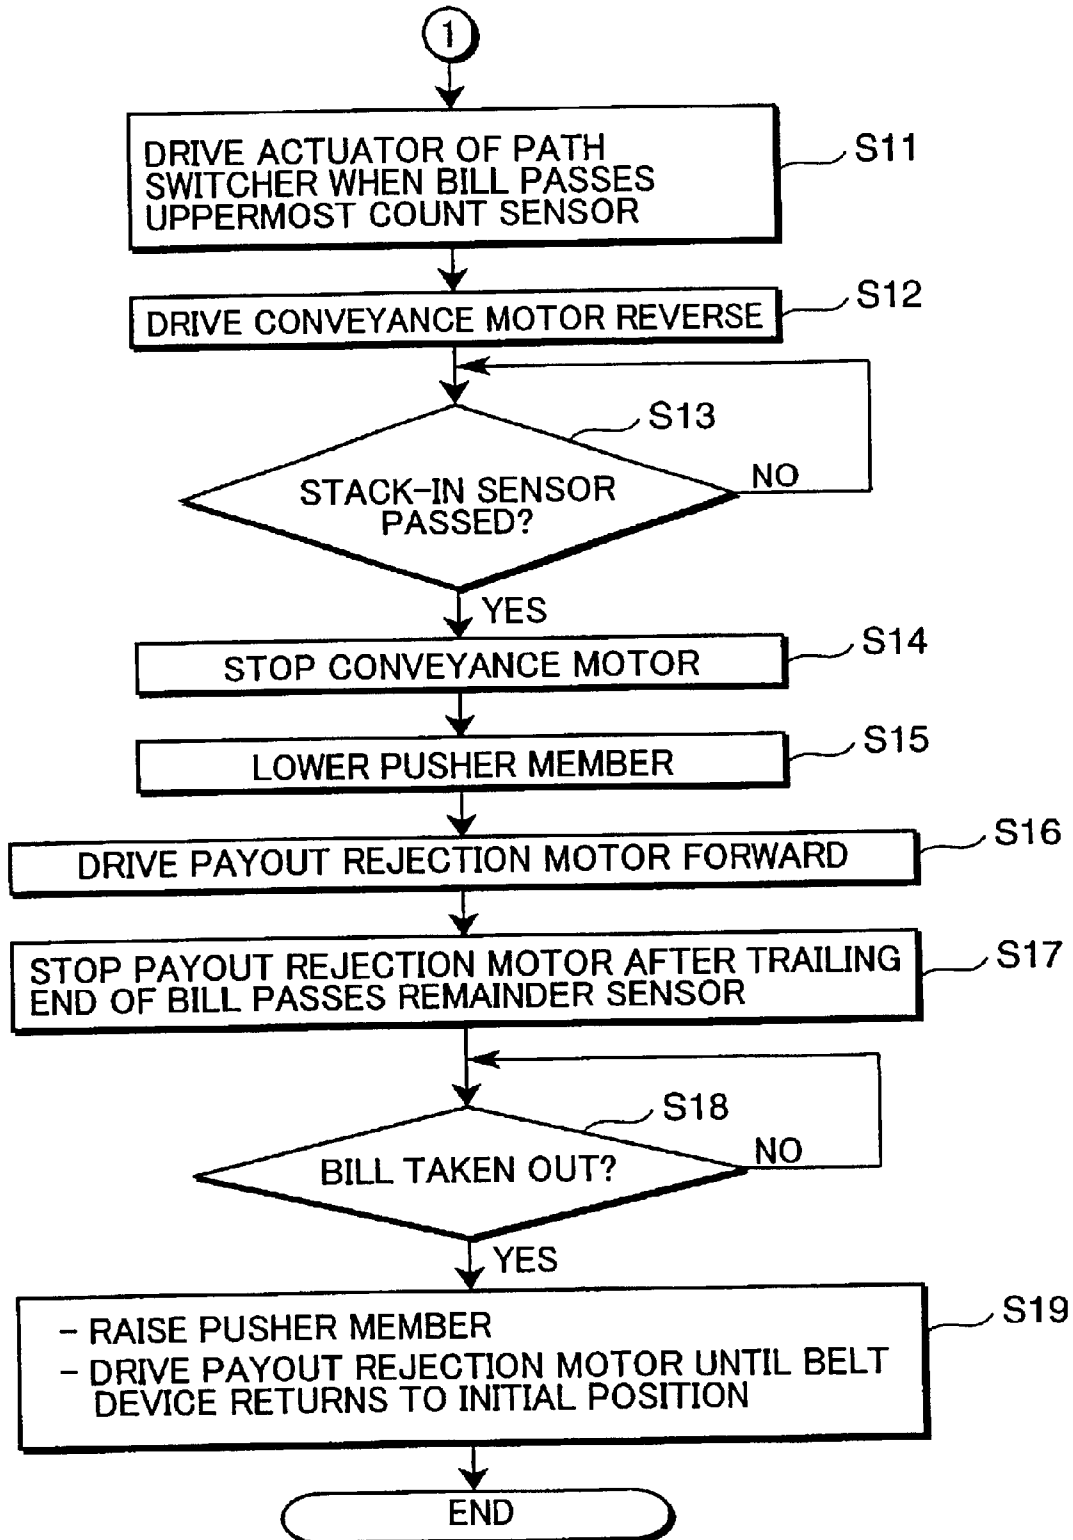 1
DRIVE ACTUATOR OF PATH
SWITCHER WHEN BILL PASSES
UPPERMOST COUNT SENSOR
S11
DRIVE CONVEYANCE MOTOR REVERSE
S12
S13
STACK-IN SENSOR
PASSED?
NO
YES
STOP CONVEYANCE MOTOR
S14
LOWER PUSHER MEMBER
S15
DRIVE PAYOUT REJECTION MOTOR FORWARD
S16
STOP PAYOUT REJECTION MOTOR AFTER TRAILING
END OF BILL PASSES REMAINDER SENSOR
S17
S18
BILL TAKEN OUT?
NO
YES
- RAISE PUSHER MEMBER
- DRIVE PAYOUT REJECTION MOTOR UNTIL BELT
DEVICE RETURNS TO INITIAL POSITION
S19
END